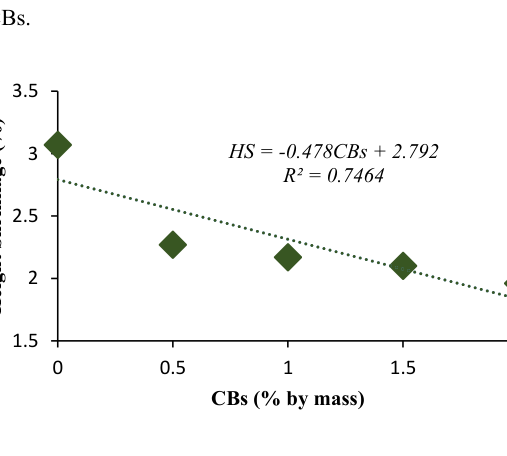 CBs.
3.5
3
2.5
2
1.5
HS = -0.478CBs + 2.792
R² = 0.7464
0 0.5 1 1.5
CBs (% by mass)